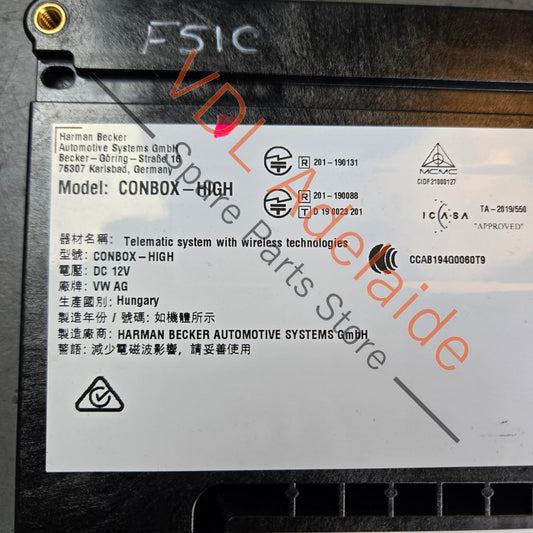 F51C
Harman Becker
Automotive Systems GmbH
Becker-Göring-Straße 16
76307 Karlsbad, Germany
Model: CONBOX-HIGH
R 201-190131
R 201-190088
T D 19 0023 201
MCMC
CIDF21800127
ICASA
TA-2019/550
"APPROVED"
CCAB194G0060T9
器材名稱: Telematic system with wireless technologies
型號: CONBOX-HIGH
電壓: DC 12V
廠牌: VW AG
生產國別: Hungary
製造年份 / 號碼: 如機體所示
製造廠商: HARMAN BECKER AUTOMOTIVE SYSTEMS GmbH
警語: 減少電磁波影響, 請妥善使用
VDL Adelaide
Spare Parts Store